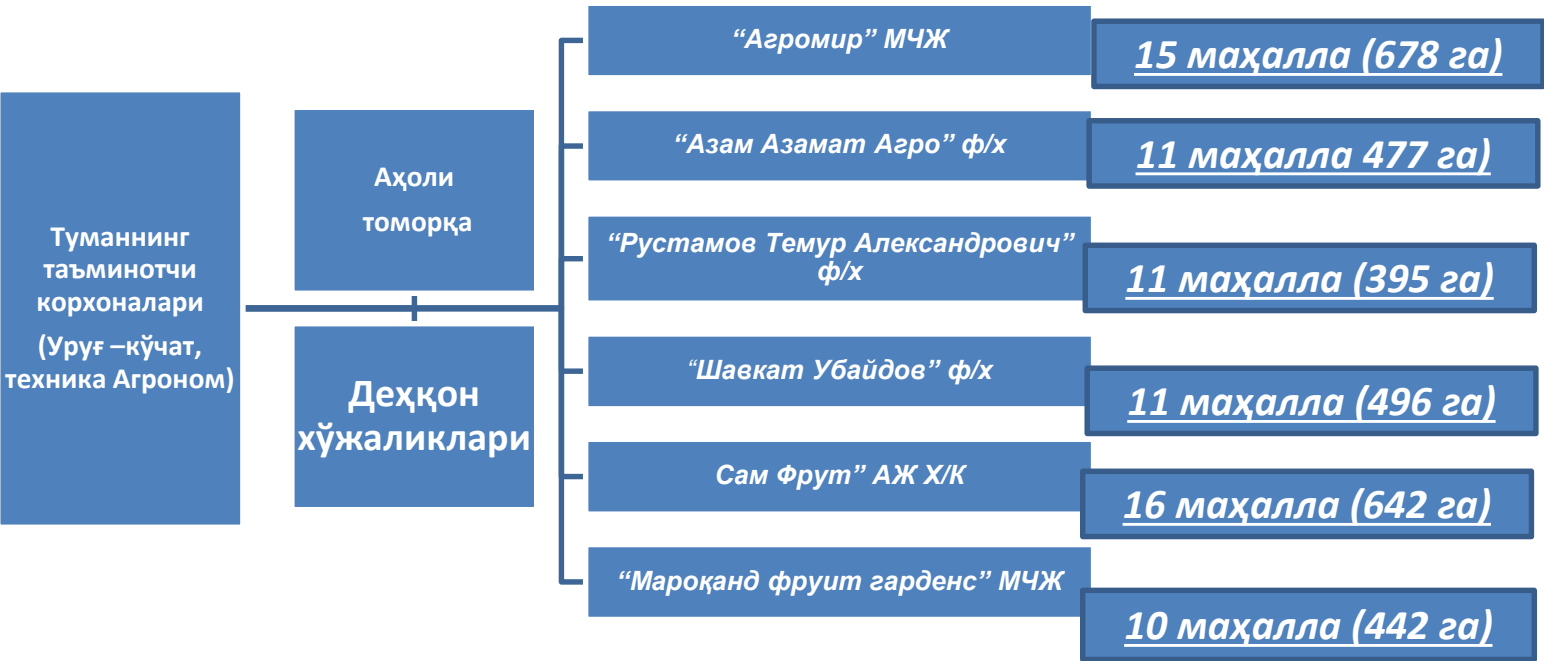 Туманнинг
таъминотчи
корхоналари
(Уруғ –кўчат,
техника Агроном)
Аҳоли
томорқа
Деҳқон
хўжаликлари
“Агромир” МЧЖ
15 маҳалла (678 га)
“Азам Азамат Агро” ф/х
11 маҳалла 477 га)
“Рустамов Темур Александрович”
ф/х
11 маҳалла (395 га)
“Шавкат Убайдов” ф/х
11 маҳалла (496 га)
Сам Фрут” АЖ Х/К
16 маҳалла (642 га)
“Мароқанд фруит гарденс” МЧЖ
10 маҳалла (442 га)